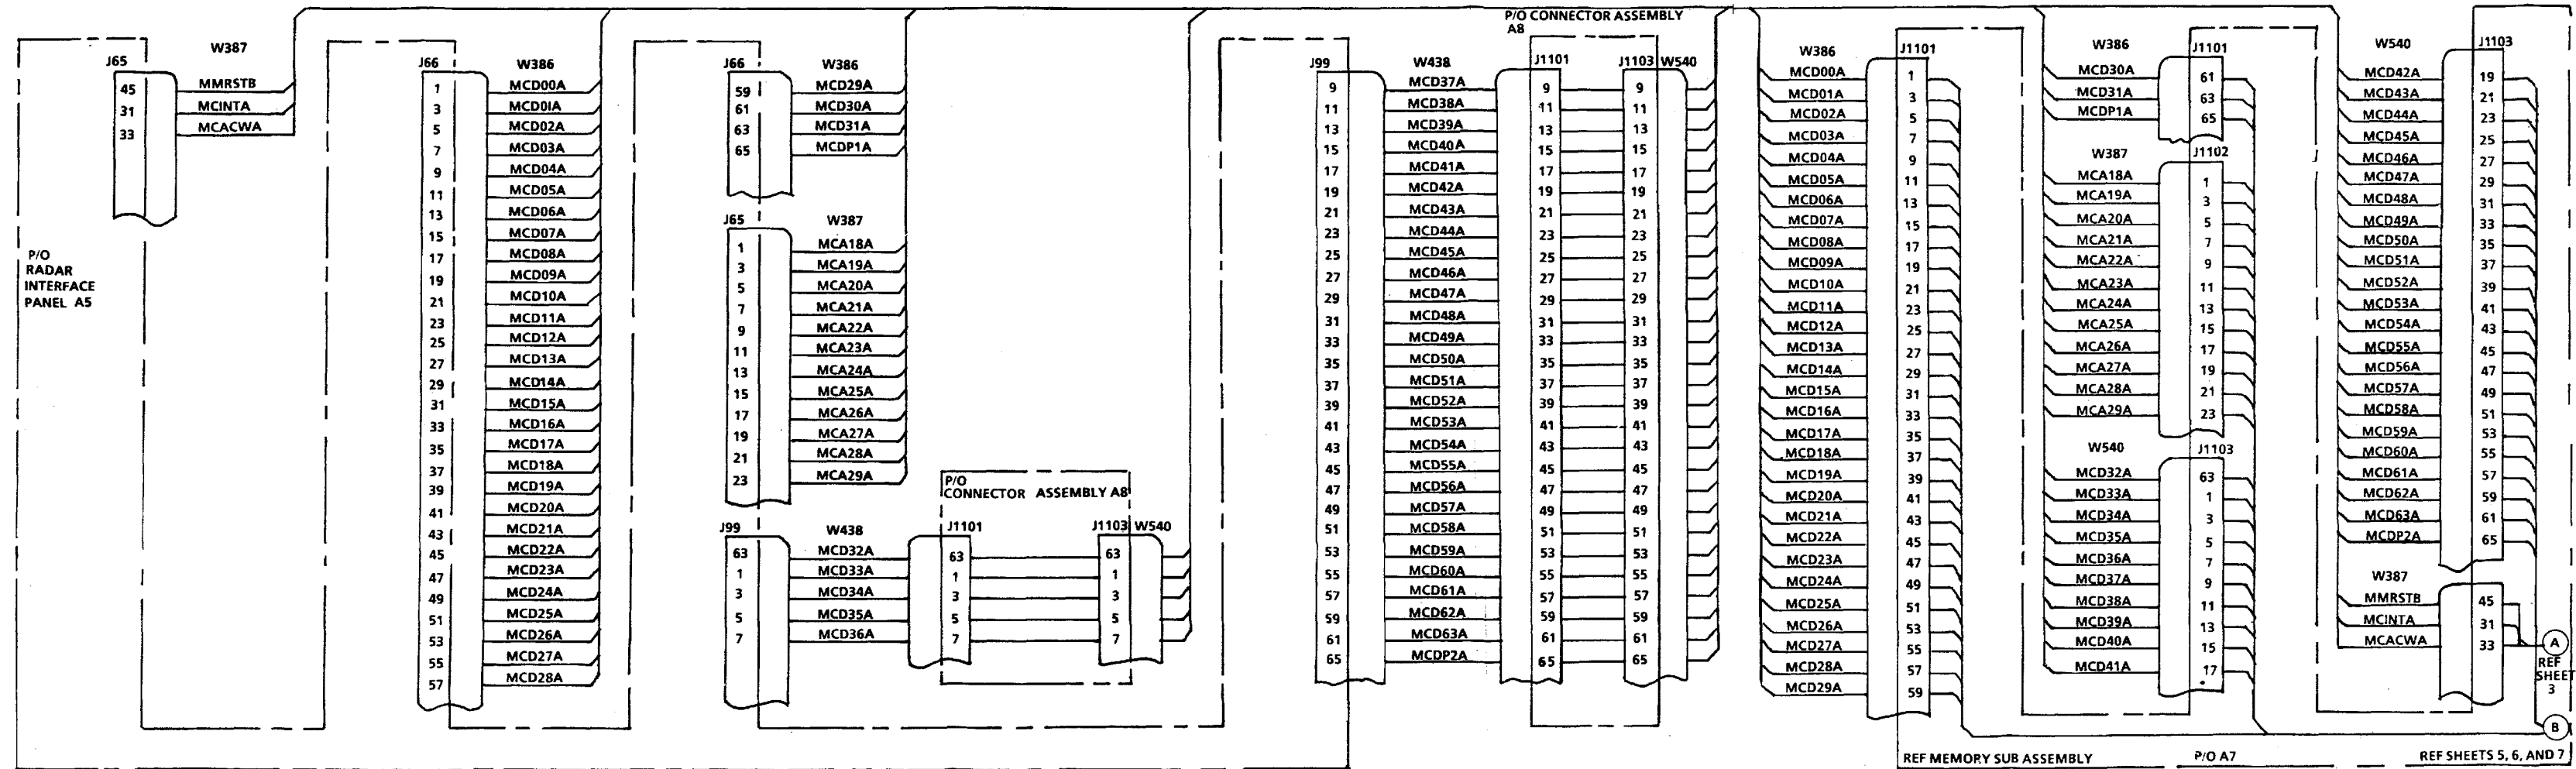 P/O
RADAR
INTERFACE
PANEL A5
J65
W387
45 MMRSTB
31 MCINTA
33 MCACWA
J66
W386
1 MCD00A
3 MCD0IA
5 MCD02A
7 MCD03A
9 MCD04A
11 MCD05A
13 MCD06A
15 MCD07A
17 MCD08A
19 MCD09A
21 MCD10A
23 MCD11A
25 MCD12A
27 MCD13A
29 MCD14A
31 MCD15A
33 MCD16A
35 MCD17A
37 MCD18A
39 MCD19A
41 MCD20A
43 MCD21A
45 MCD22A
47 MCD23A
49 MCD24A
51 MCD25A
53 MCD26A
55 MCD27A
57 MCD28A
J66
W386
59 MCD29A
61 MCD30A
63 MCD31A
65 MCDP1A
J65
W387
1 MCA18A
3 MCA19A
5 MCA20A
7 MCA21A
9 MCA22A
11 MCA23A
13 MCA24A
15 MCA25A
17 MCA26A
19 MCA27A
21 MCA28A
23 MCA29A
P/O
CONNECTOR ASSEMBLY A8
J99 W438 J1101 J1103 W540
63 MCD32A 63 63
1 MCD33A 1 1
3 MCD34A 3 3
5 MCD35A 5 5
7 MCD36A 7 7
P/O CONNECTOR ASSEMBLY
A8
J99 W438 J1101 J1103 W540
9 MCD37A 9 9
11 MCD38A 11 11
13 MCD39A 13 13
15 MCD40A 15 15
17 MCD41A 17 17
19 MCD42A 19 19
21 MCD43A 21 21
23 MCD44A 23 23
25 MCD45A 25 25
27 MCD46A 27 27
29 MCD47A 29 29
31 MCD48A 31 31
33 MCD49A 33 33
35 MCD50A 35 35
37 MCD51A 37 37
39 MCD52A 39 39
41 MCD53A 41 41
43 MCD54A 43 43
45 MCD55A 45 45
47 MCD56A 47 47
49 MCD57A 49 49
51 MCD58A 51 51
53 MCD59A 53 53
55 MCD60A 55 55
57 MCD61A 57 57
59 MCD62A 59 59
61 MCD63A 61 61
65 MCDP2A 65 65
W386 J1101
MCD00A 1
MCD01A 3
MCD02A 5
MCD03A 7
MCD04A 9
MCD05A 11
MCD06A 13
MCD07A 15
MCD08A 17
MCD09A 19
MCD10A 21
MCD11A 23
MCD12A 25
MCD13A 27
MCD14A 29
MCD15A 31
MCD16A 33
MCD17A 35
MCD18A 37
MCD19A 39
MCD20A 41
MCD21A 43
MCD22A 45
MCD23A 47
MCD24A 49
MCD25A 51
MCD26A 53
MCD27A 55
MCD28A 57
MCD29A 59
W386 J1101
MCD30A 61
MCD31A 63
MCDP1A 65
W387 J1102
MCA18A 1
MCA19A 3
MCA20A 5
MCA21A 7
MCA22A 9
MCA23A 11
MCA24A 13
MCA25A 15
MCA26A 17
MCA27A 19
MCA28A 21
MCA29A 23
W540 J1103
MCD32A 63
MCD33A 1
MCD34A 3
MCD35A 5
MCD36A 7
MCD37A 9
MCD38A 11
MCD39A 13
MCD40A 15
MCD41A 17
W540 J1103
MCD42A 19
MCD43A 21
MCD44A 23
MCD45A 25
MCD46A 27
MCD47A 29
MCD48A 31
MCD49A 33
MCD50A 35
MCD51A 37
MCD52A 39
MCD53A 41
MCD54A 43
MCD55A 45
MCD56A 47
MCD57A 49
MCD58A 51
MCD59A 53
MCD60A 55
MCD61A 57
MCD62A 59
MCD63A 61
MCDP2A 65
W387
MMRSTB 45
MCINTA 31
MCACWA 33
A
REF
SHEET
3
B
REF MEMORY SUB ASSEMBLY P/O A7 REF SHEETS 5, 6, AND 7